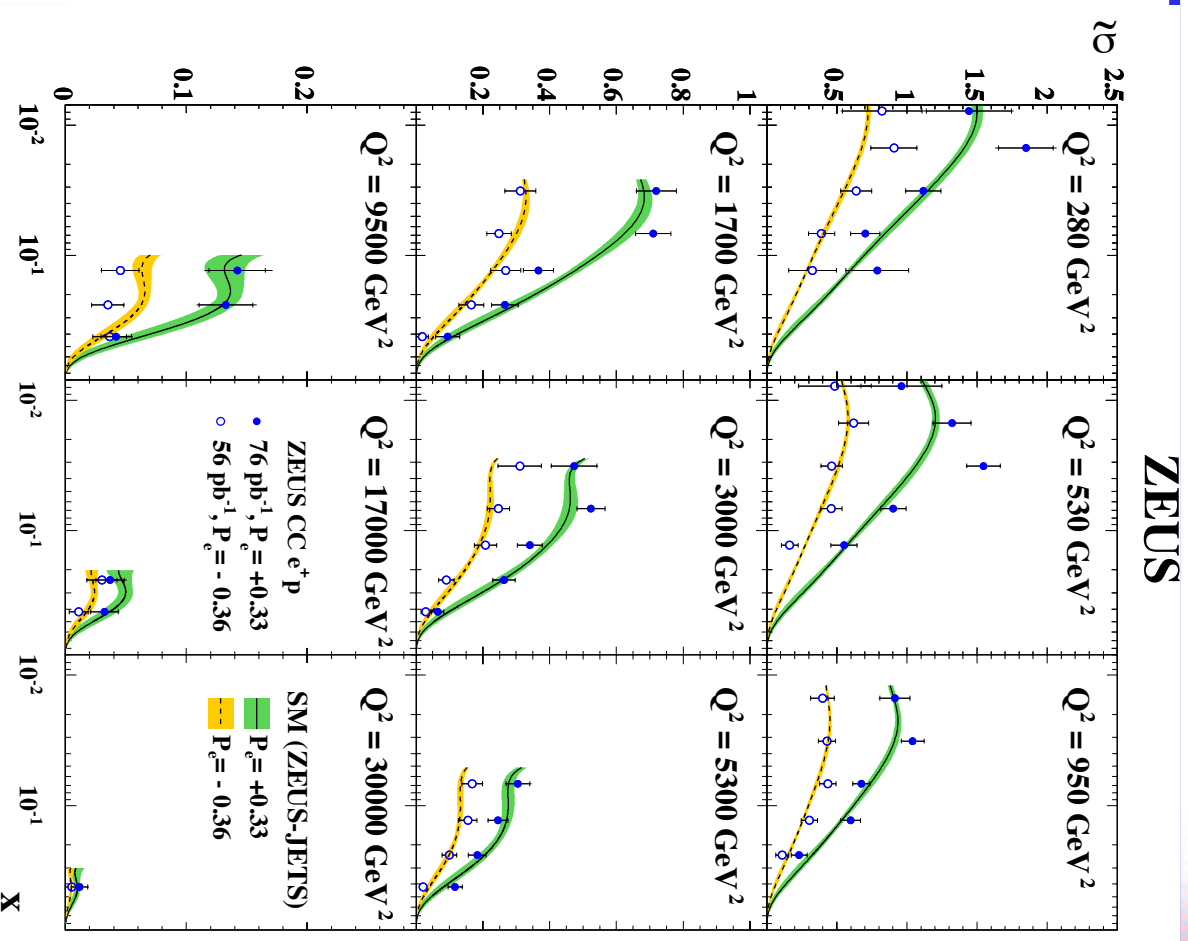 ZEUS
σ̃
2.5
2
1.5
1
0.5
Q² = 280 GeV²
Q² = 530 GeV²
Q² = 950 GeV²
1
0.8
0.6
0.4
0.2
Q² = 1700 GeV²
Q² = 3000 GeV²
Q² = 5300 GeV²
0.2
0.1
0
Q² = 9500 GeV²
Q² = 17000 GeV²
Q² = 30000 GeV²
ZEUS CC e⁺p
76 pb⁻¹, Pₑ = +0.33
56 pb⁻¹, Pₑ = - 0.36
SM (ZEUS-JETS)
Pₑ = +0.33
Pₑ = - 0.36
10⁻² 10⁻¹ 10⁻² 10⁻¹ 10⁻² 10⁻¹
x